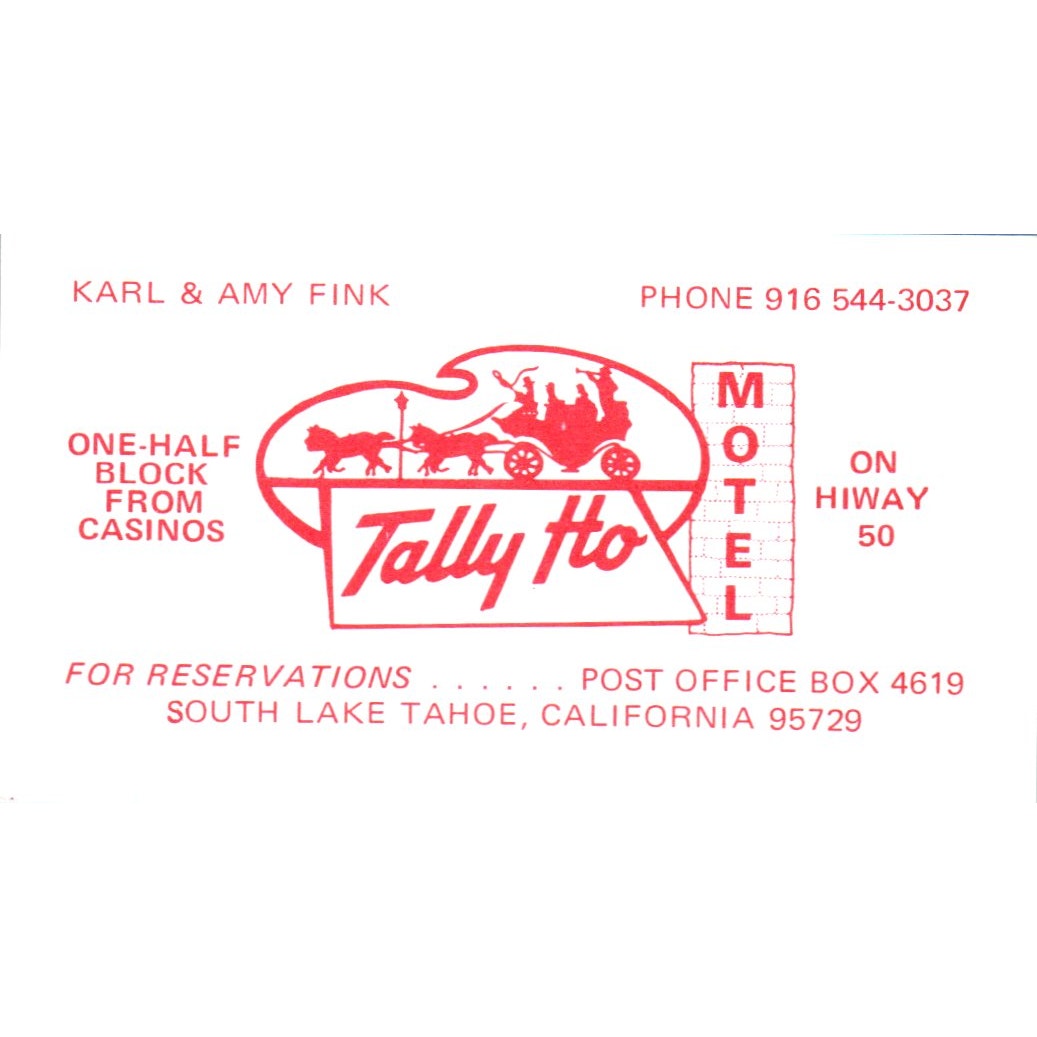 KARL & AMY FINK
PHONE 916 544-3037
ONE-HALF
BLOCK
FROM
CASINOS
Tally Ho
MOTEL
ON
HIWAY
50
FOR RESERVATIONS . . . . . . POST OFFICE BOX 4619
SOUTH LAKE TAHOE, CALIFORNIA 95729